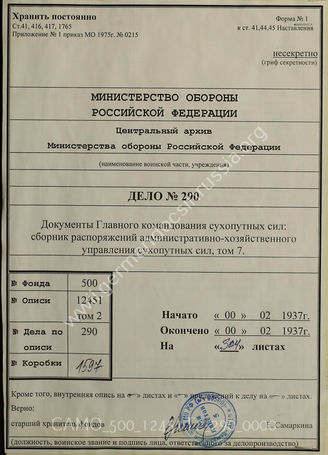 Хранить постоянно
Ст.41, 416, 417, 1765
Приложение № 1 приказ МО 1975г. № 0215
Форма № 1
к ст. 41,44,45 Наставления
несекретно
(гриф секретности)
МИНИСТЕРСТВО ОБОРОНЫ
РОССИЙСКОЙ ФЕДЕРАЦИИ
Центральный архив
Министерства обороны Российской Федерации
(наименование воинской части, учреждения)
ДЕЛО № 290
Документы Главного командования сухопутных сил:
сборник распоряжений административно-хозяйственного
управления сухопутных сил, том 7.
№ Фонда 500
№ Описи 12451
том 2
№ Дела по описи 290
№ Коробки 1597
Начато « 00 » 02 1937г.
Окончено « 00 » 02 1937г.
На « 304 » листах
Кроме того, внутренняя опись на « » листах и « » приложений к делу на « » листах.
Верно:
старший хранитель фондов Е. Самаркина
(должность, воинское звание и подпись лица, ответственного за делопроизводство)